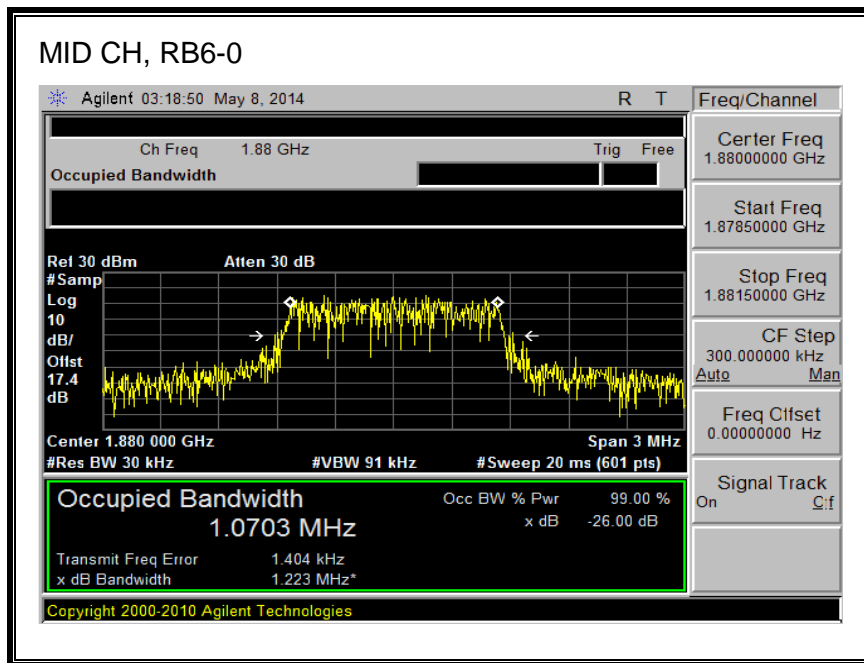 MID CH, RB6-0
Agilent 03:18:50 May 8, 2014 R T
Freq/Channel
Ch Freq 1.88 GHz Trig Free
Occupied Bandwidth
Center Freq
1.88000000 GHz
Start Freq
1.87850000 GHz
Stop Freq
1.88150000 GHz
CF Step
300.000000 kHz
Auto Man
Freq Offset
0.00000000 Hz
Signal Track
On Off
Ref 30 dBm Atten 30 dB
#Samp
Log
10
dB/
Offst
17.4
dB
Center 1.880 000 GHz Span 3 MHz
#Res BW 30 kHz #VBW 91 kHz #Sweep 20 ms (601 pts)
Occupied Bandwidth
1.0703 MHz
Occ BW % Pwr 99.00 %
x dB -26.00 dB
Transmit Freq Error 1.404 kHz
x dB Bandwidth 1.223 MHz*
Copyright 2000-2010 Agilent Technologies